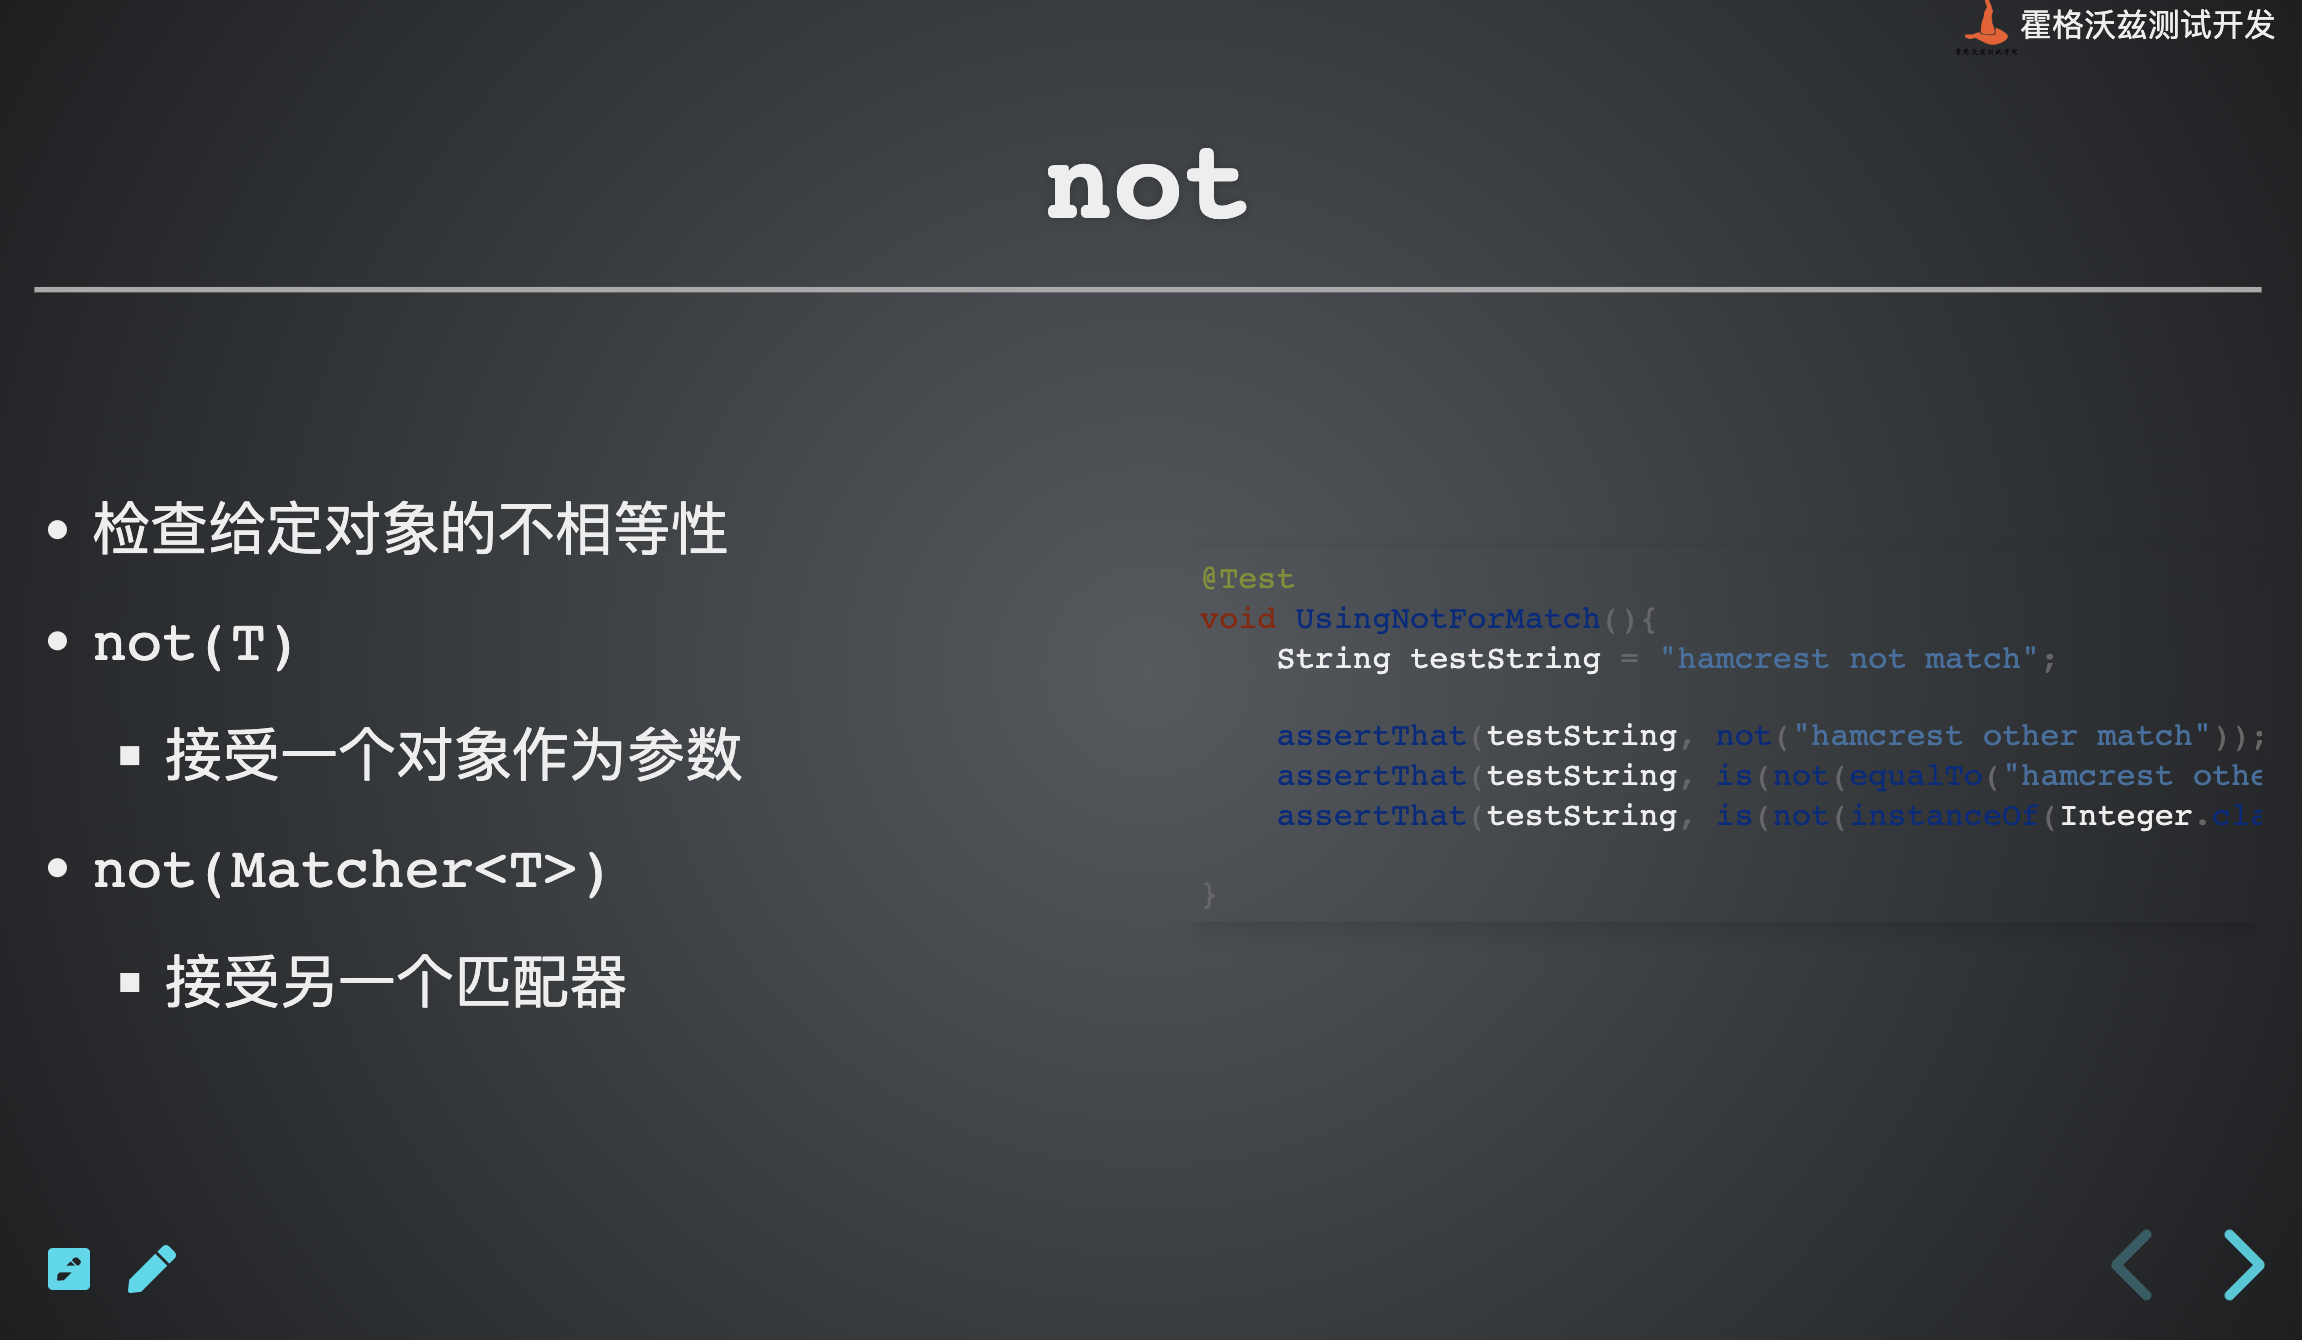 霍格沃兹测试开发
not
检查给定对象的不相等性
not(T)
接受一个对象作为参数
not(Matcher<T>)
接受另一个匹配器
@Test
void UsingNotForMatch(){
String testString = "hamcrest not match";
assertThat(testString, not("hamcrest other match"));
assertThat(testString, is(not(equalTo("hamcrest othe
assertThat(testString, is(not(instanceOf(Integer.cla
}